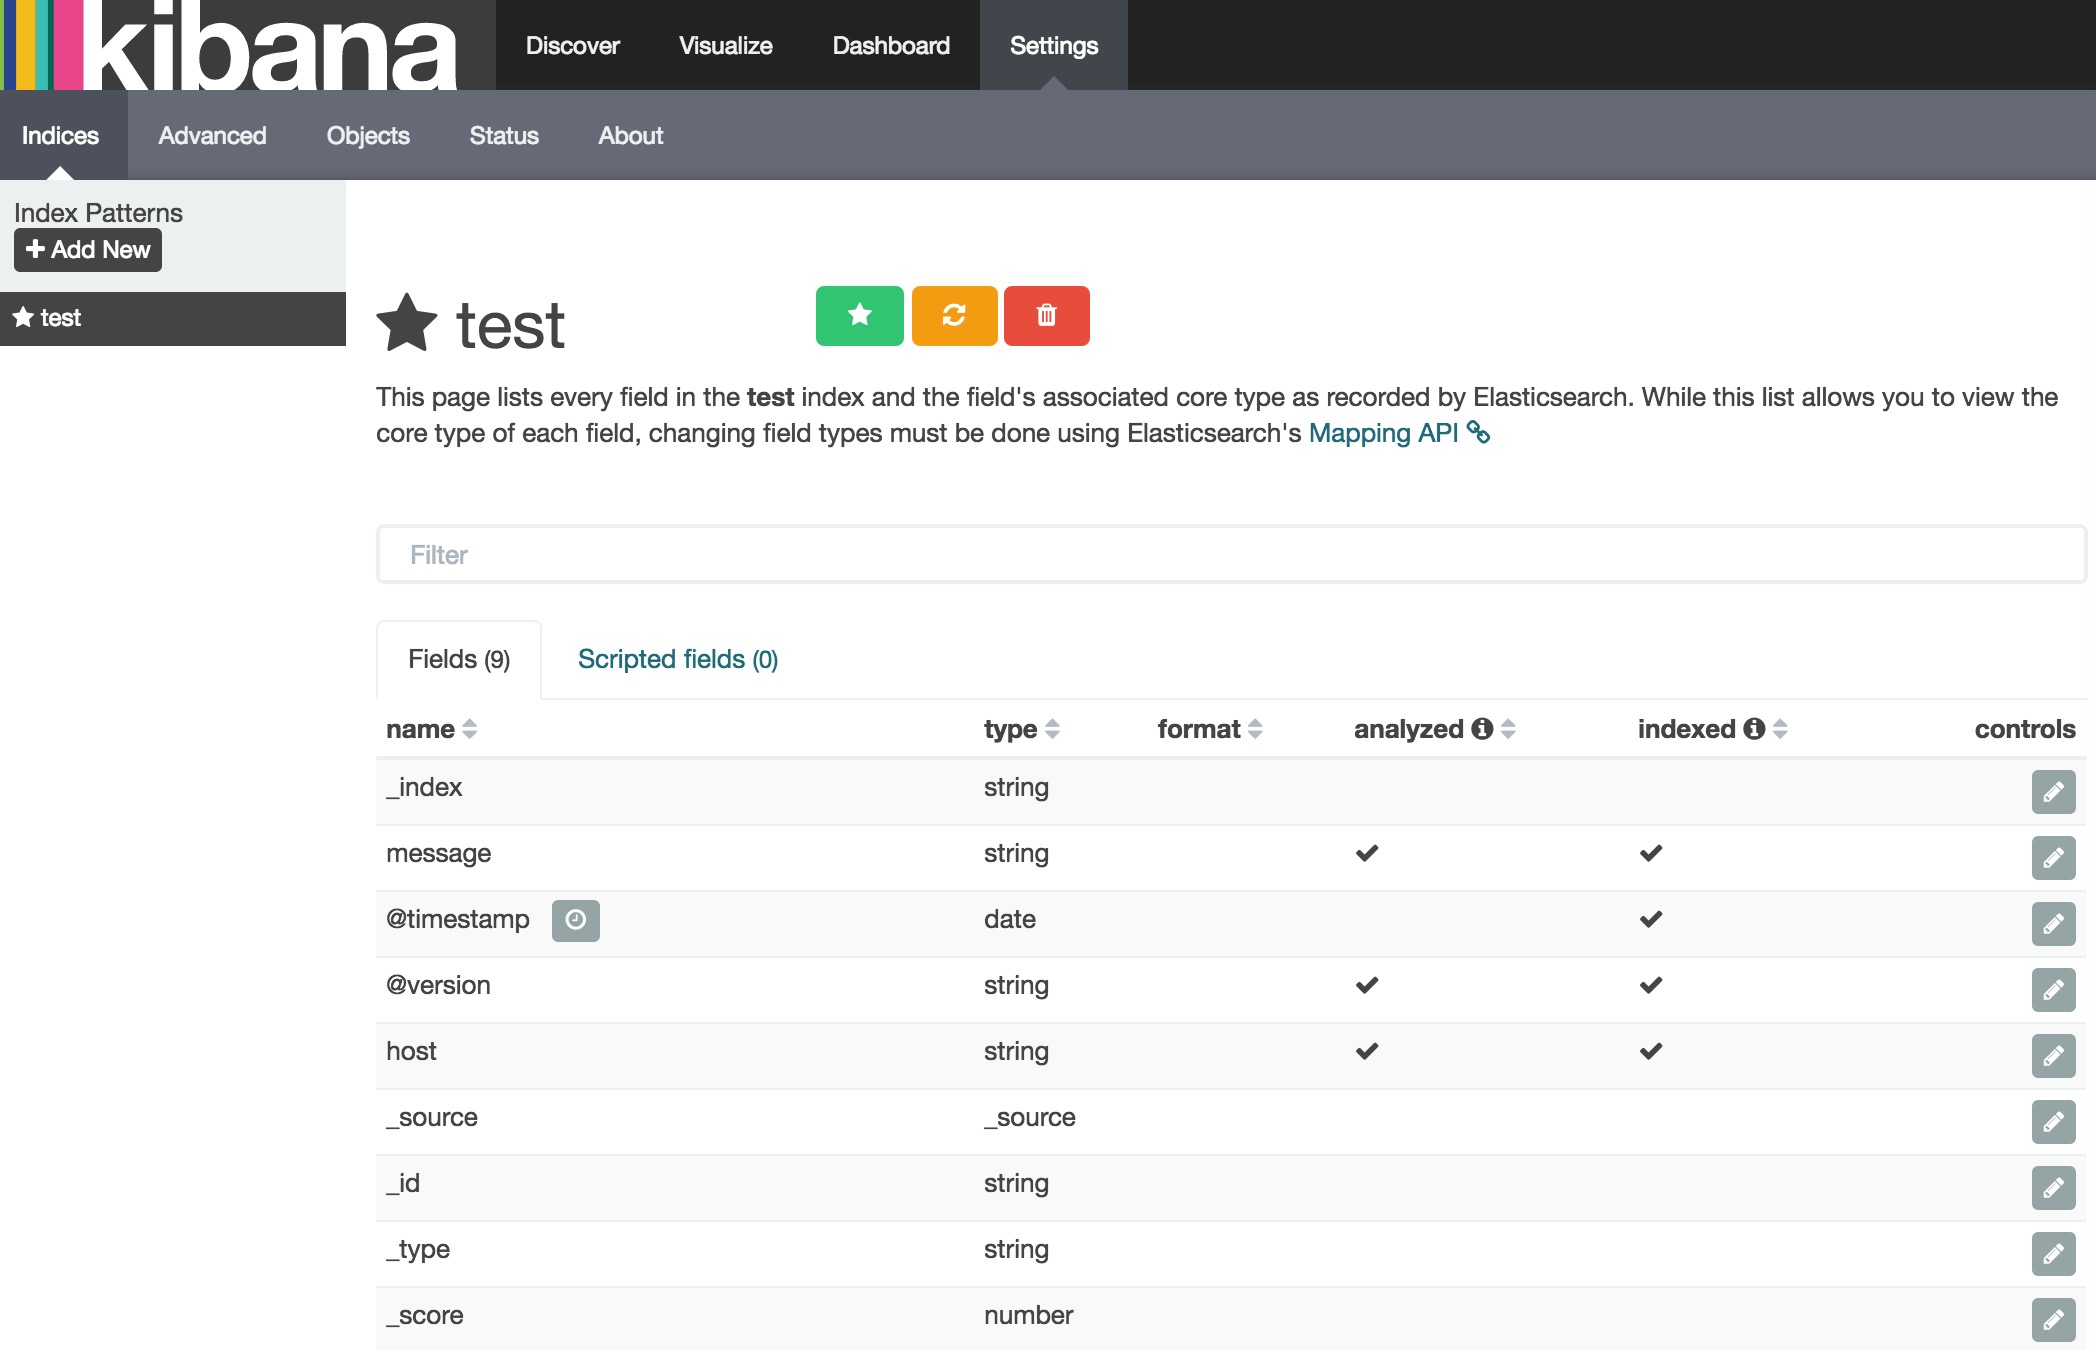 kibana
Discover Visualize Dashboard Settings
Indices Advanced Objects Status About
Index Patterns
Add New
test
test
This page lists every field in the test index and the field's associated core type as recorded by Elasticsearch. While this list allows you to view the
core type of each field, changing field types must be done using Elasticsearch's Mapping API
Filter
Fields (9) Scripted fields (0)
name type format analyzed indexed controls
_index string
message string
@timestamp date
@version string
host string
_source _source
_id string
_type string
_score number